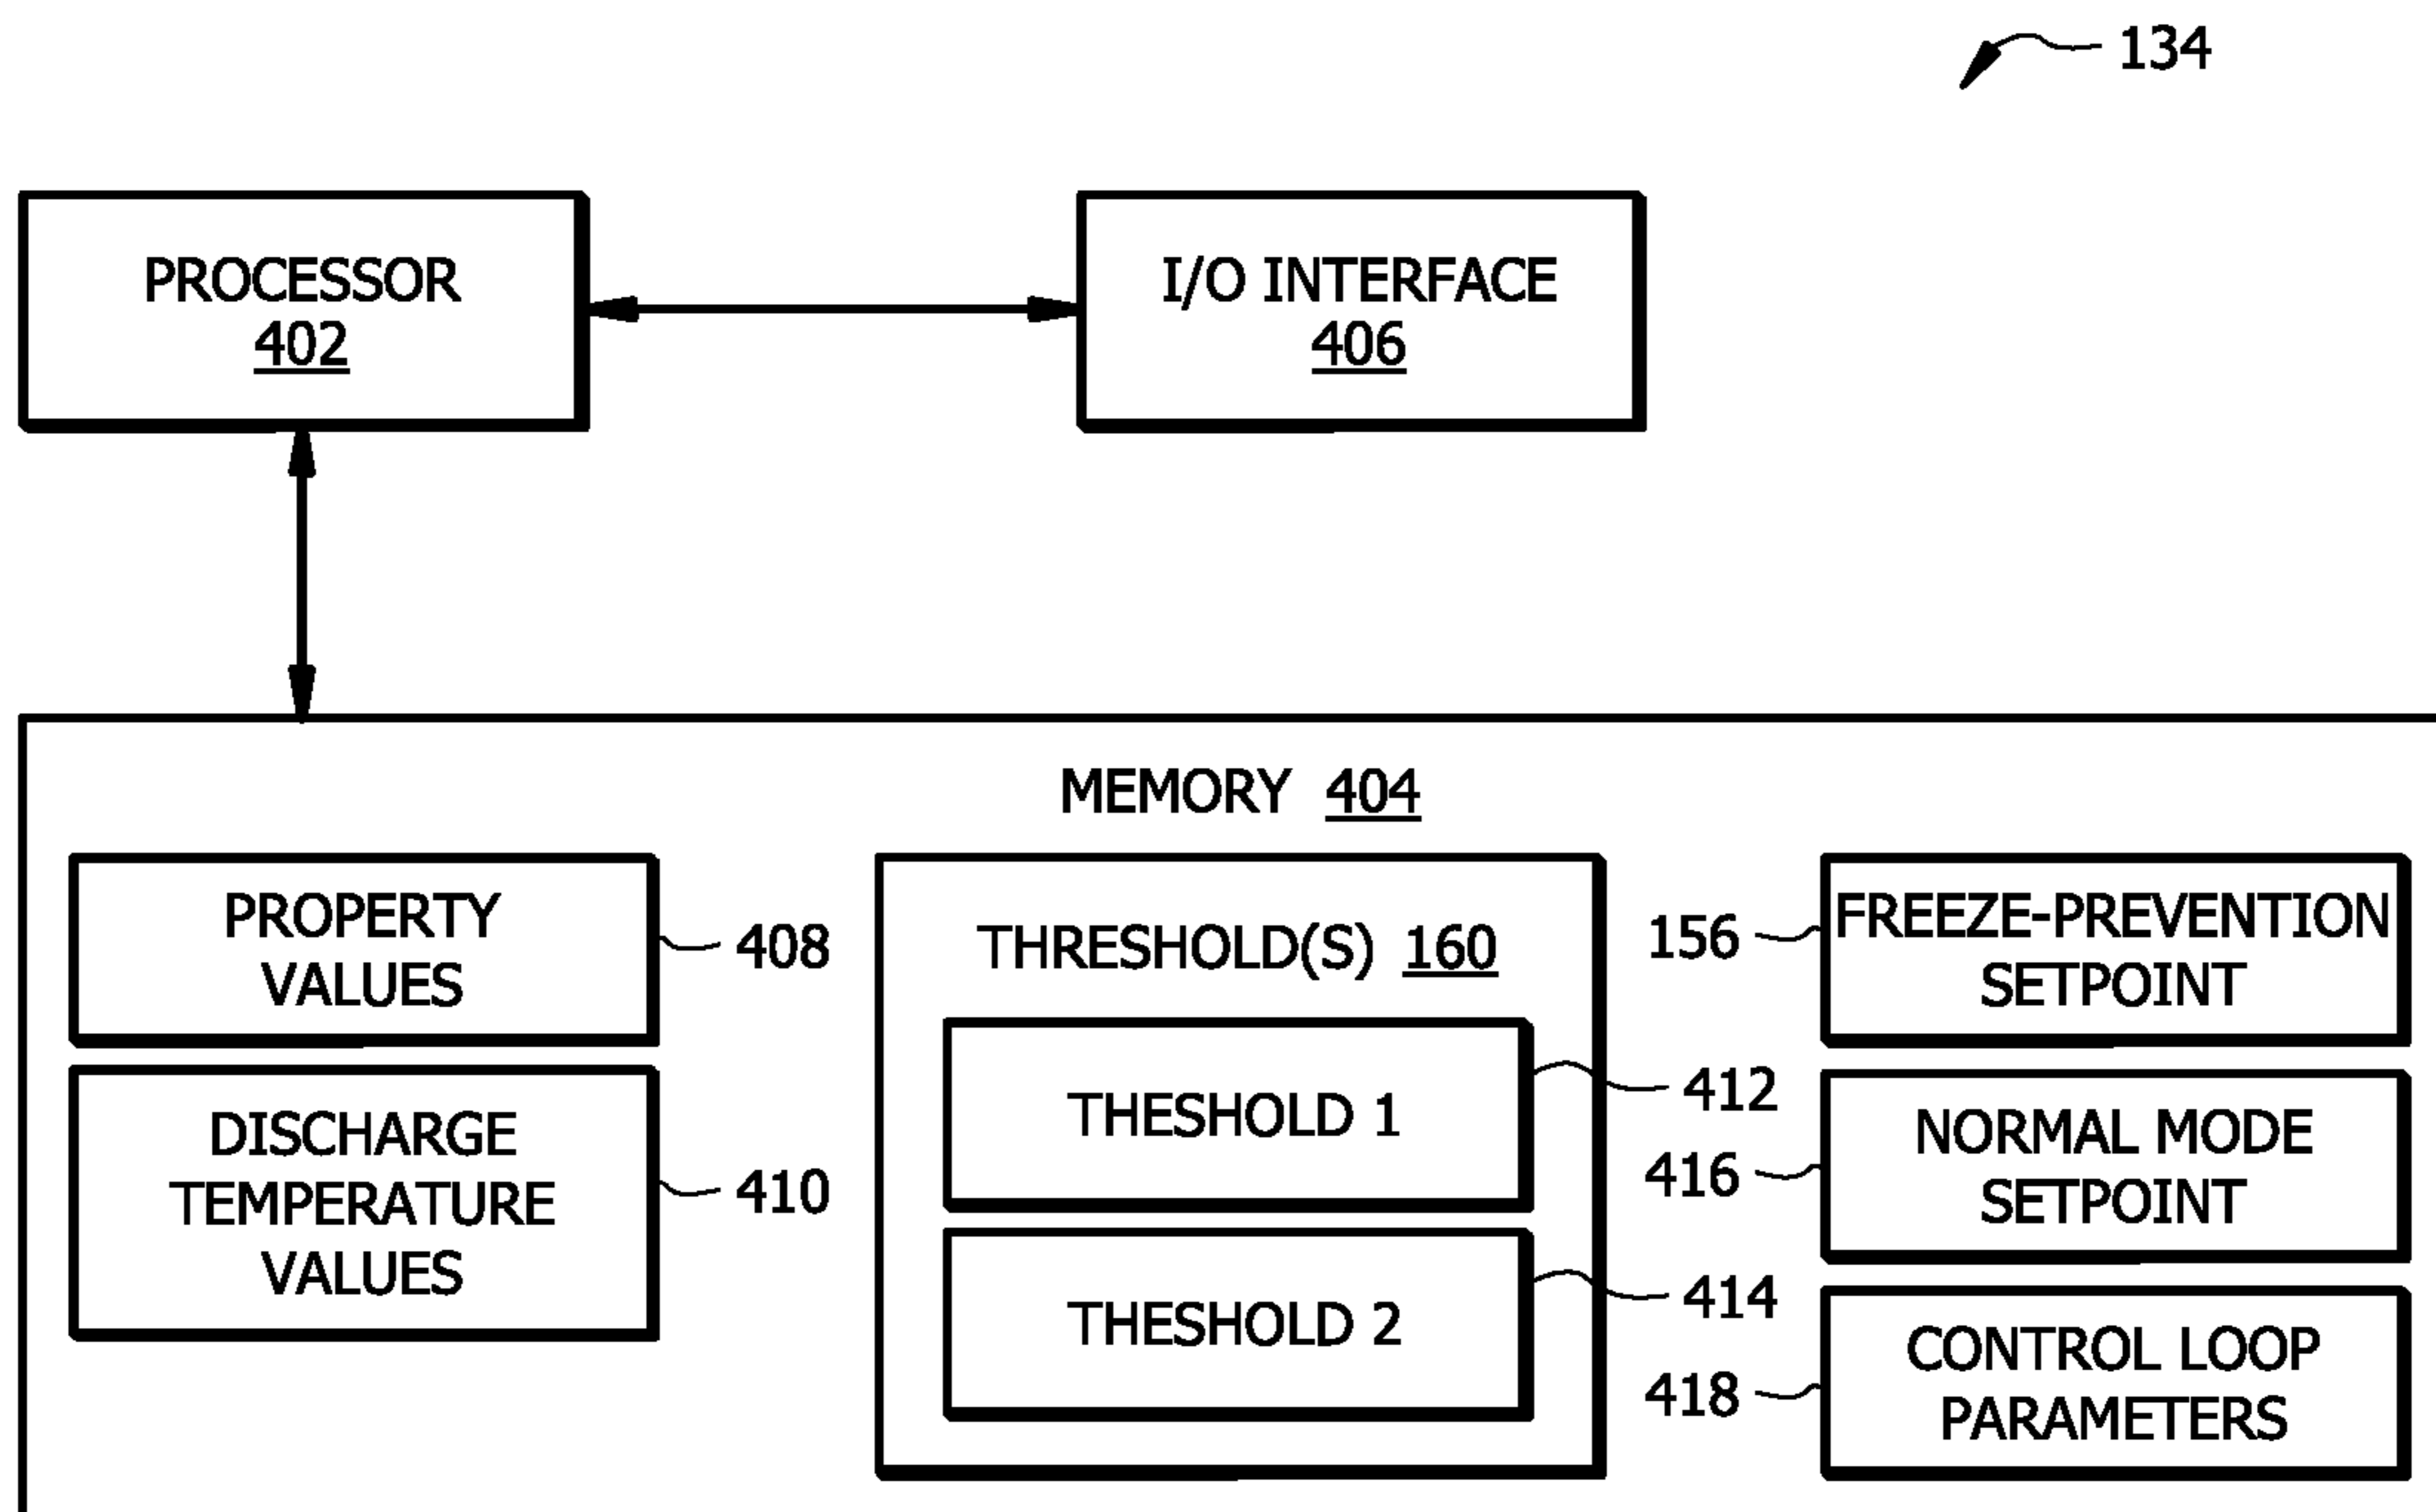 134
PROCESSOR
402
I/O INTERFACE
406
MEMORY 404
PROPERTY
VALUES
408
DISCHARGE
TEMPERATURE
VALUES
410
THRESHOLD(S) 160
THESHOLD 1
412
THESHOLD 2
414
156
FREEZE-PREVENTION
SETPOINT
416
NORMAL MODE
SETPOINT
418
CONTROL LOOP
PARAMETERS